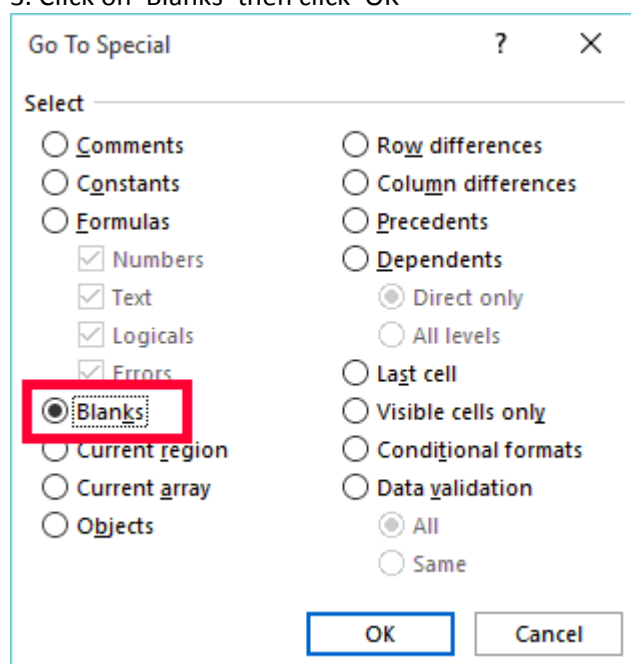 3. Click on "Blanks" then click "OK"
Go To Special ? ×
Select
Comments
Constants
Formulas
Numbers
Text
Logicals
Errors
Blanks
Current region
Current array
Objects
Row differences
Column differences
Precedents
Dependents
Direct only
All levels
Last cell
Visible cells only
Conditional formats
Data validation
All
Same
OK
Cancel